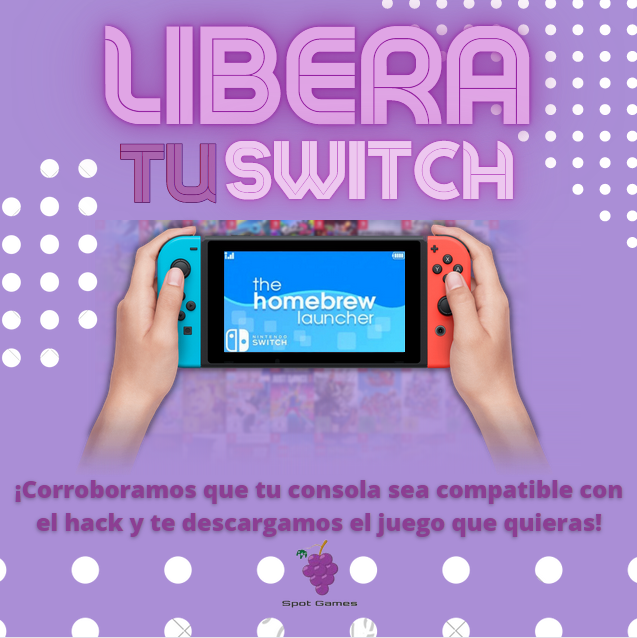 LIBERA
TU SWITCH
the
homebrew
launcher
NINTENDO
SWITCH
X
Y
A
¡Corroboramos que tu consola sea compatible con
el hack y te descargamos el juego que quieras!
Spot Games